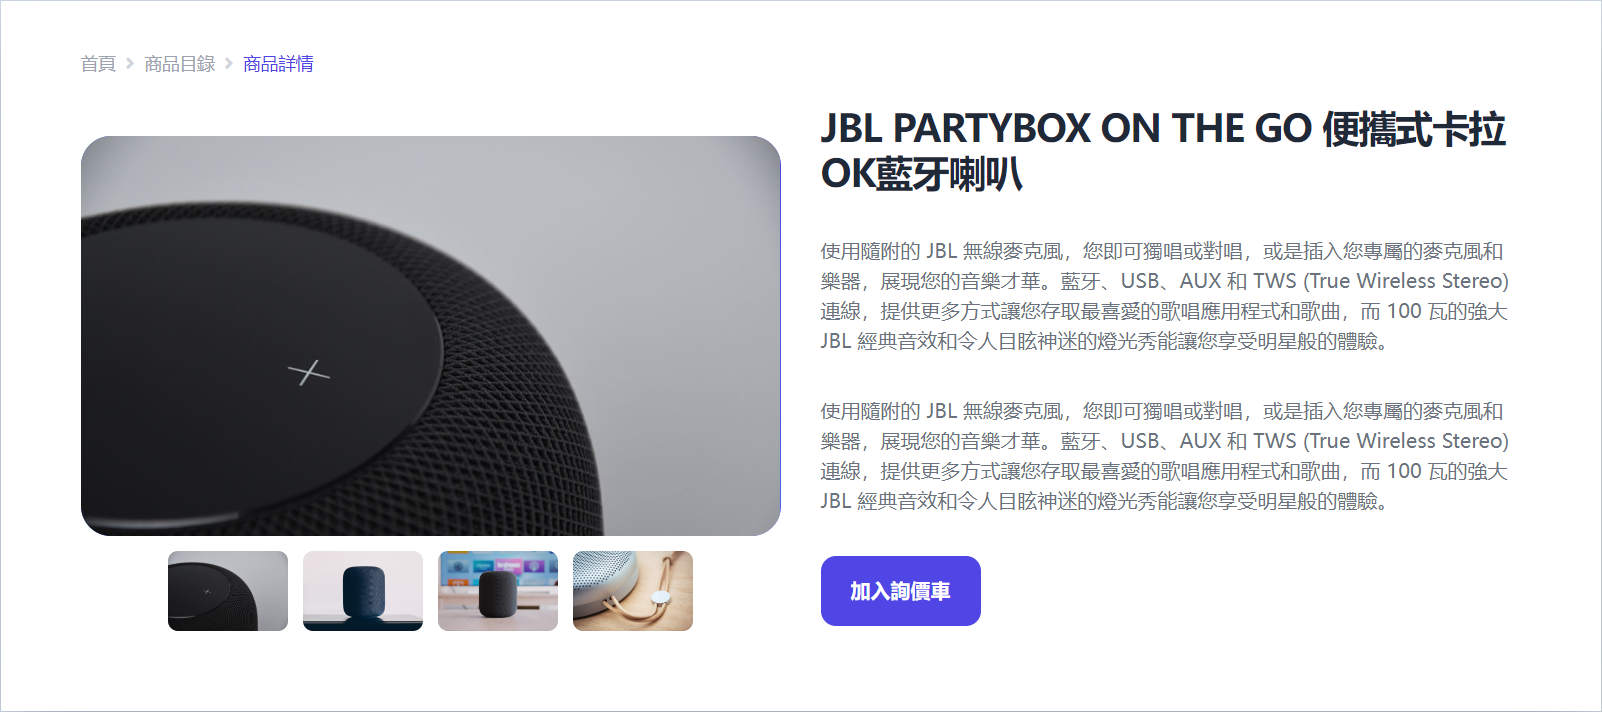 首頁 > 商品目錄 > 商品詳情
JBL PARTYBOX ON THE GO 便攜式卡拉
OK藍牙喇叭
使用隨附的 JBL 無線麥克風，您即可獨唱或對唱，或是插入您專屬的麥克風和
樂器，展現您的音樂才華。藍牙、USB、AUX 和 TWS (True Wireless Stereo)
連線，提供更多方式讓您存取最喜愛的歌唱應用程式和歌曲，而 100 瓦的強大
JBL 經典音效和令人目眩神迷的燈光秀能讓您享受明星般的體驗。
使用隨附的 JBL 無線麥克風，您即可獨唱或對唱，或是插入您專屬的麥克風和
樂器，展現您的音樂才華。藍牙、USB、AUX 和 TWS (True Wireless Stereo)
連線，提供更多方式讓您存取最喜愛的歌唱應用程式和歌曲，而 100 瓦的強大
JBL 經典音效和令人目眩神迷的燈光秀能讓您享受明星般的體驗。
加入詢價車